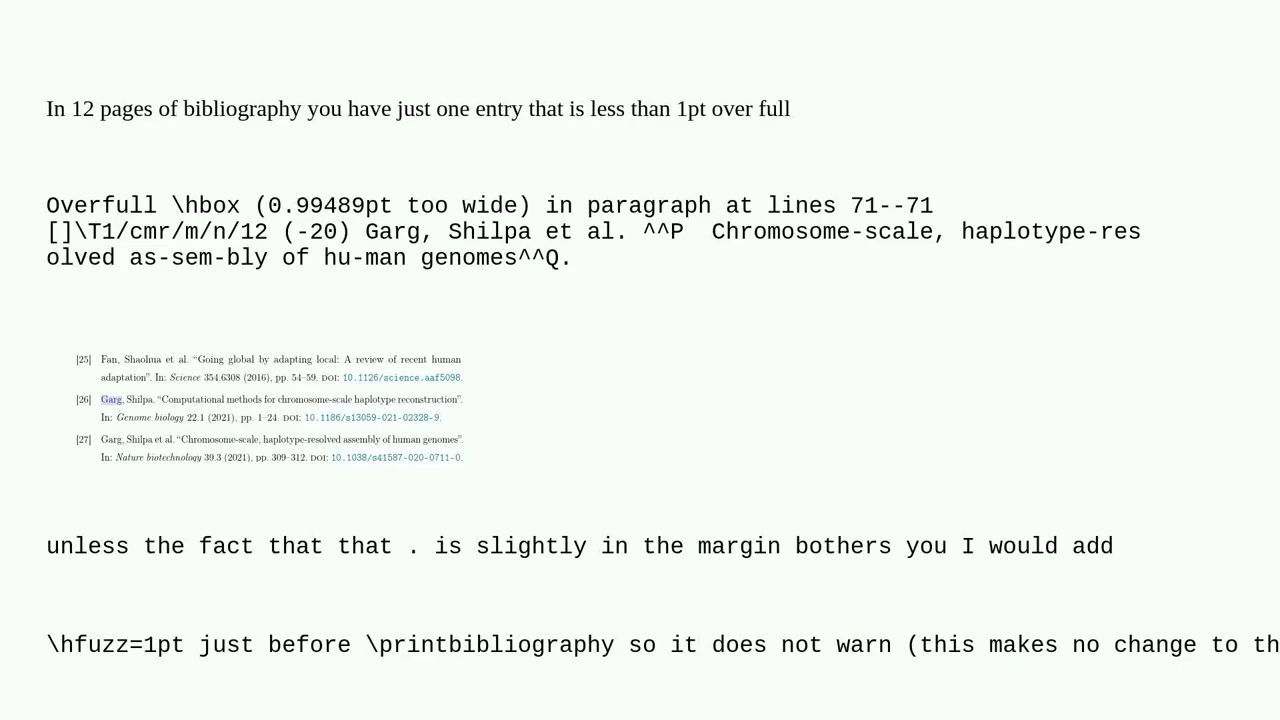 In 12 pages of bibliography you have just one entry that is less than 1pt over full
Overfull \hbox (0.99489pt too wide) in paragraph at lines 71--71
[]\T1/cmr/m/n/12 (-20) Garg, Shilpa et al. ^^P  Chromosome-scale, haplotype-res
olved as-sem-bly of hu-man genomes^^Q.
[25] Fan, Shaohua et al. “Going global by adapting local: A review of recent human
adaptation”. In: Science 354.6308 (2016), pp. 54–59. DOI: 10.1126/science.aaf5098.
[26] Garg, Shilpa. “Computational methods for chromosome-scale haplotype reconstruction”.
In: Genome biology 22.1 (2021), pp. 1–24. DOI: 10.1186/s13059-021-02328-9.
[27] Garg, Shilpa et al. “Chromosome-scale, haplotype-resolved assembly of human genomes”.
In: Nature biotechnology 39.3 (2021), pp. 309–312. DOI: 10.1038/s41587-020-0711-0.
unless the fact that that . is slightly in the margin bothers you I would add
\hfuzz=1pt just before \printbibliography so it does not warn (this makes no change to th